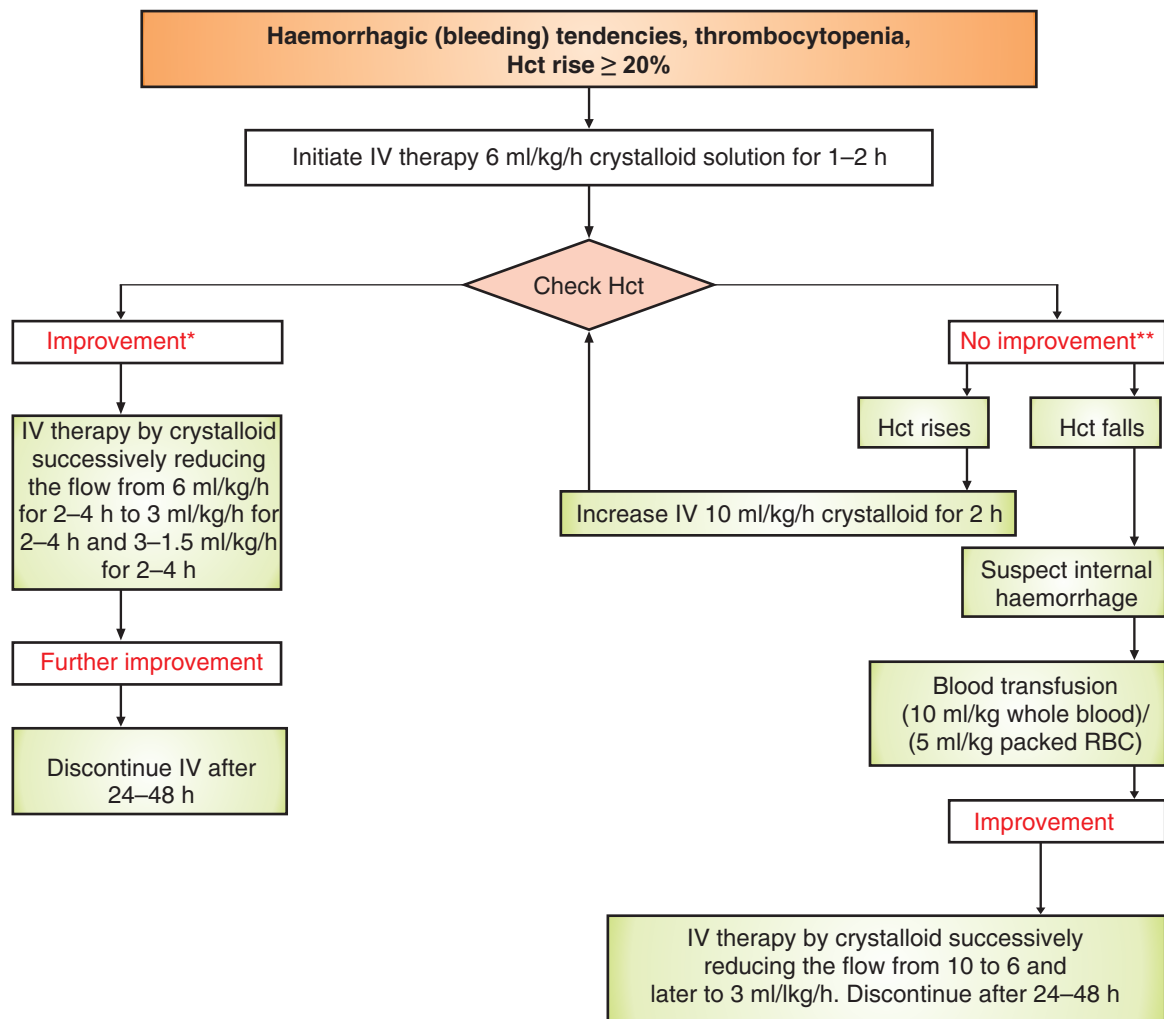 Haemorrhagic (bleeding) tendencies, thrombocytopenia,
Hct rise ≥ 20%
Initiate IV therapy 6 ml/kg/h crystalloid solution for 1–2 h
Check Hct
Improvement*
IV therapy by crystalloid
successively reducing
the flow from 6 ml/kg/h
for 2–4 h to 3 ml/kg/h for
2–4 h and 3–1.5 ml/kg/h
for 2–4 h
Further improvement
Discontinue IV after
24–48 h
No improvement**
Hct rises
Hct falls
Increase IV 10 ml/kg/h crystalloid for 2 h
Suspect internal
haemorrhage
Blood transfusion
(10 ml/kg whole blood)/
(5 ml/kg packed RBC)
Improvement
IV therapy by crystalloid successively
reducing the flow from 10 to 6 and
later to 3 ml/lkg/h. Discontinue after 24–48 h